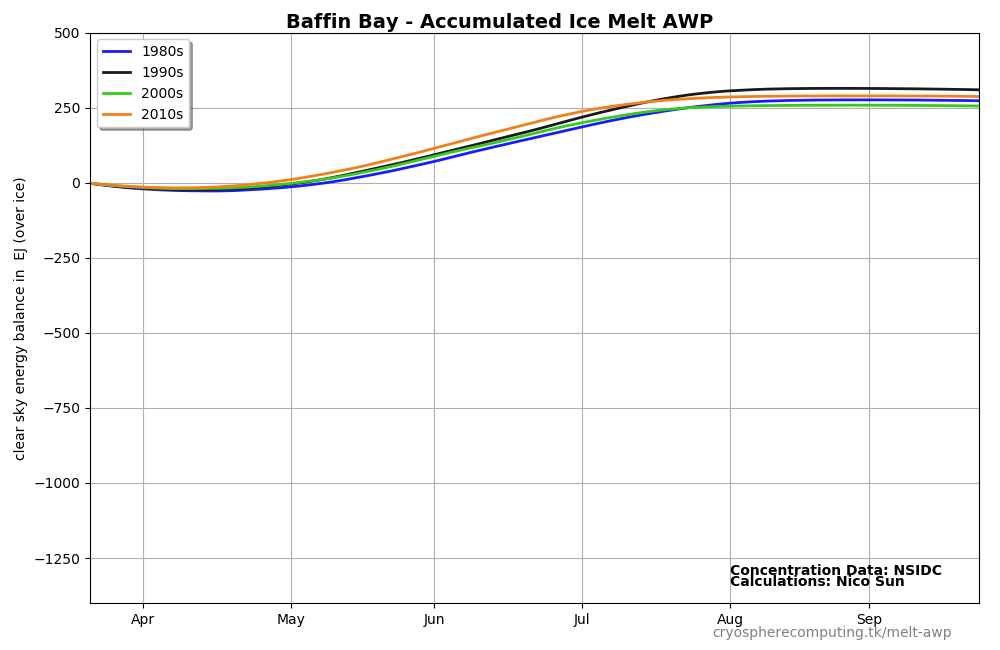 Baffin Bay - Accumulated Ice Melt AWP
1980s
1990s
2000s
2010s
clear sky energy balance in  EJ (over ice)
500
250
0
−250
−500
−750
−1000
−1250
Apr
May
Jun
Jul
Aug
Sep
Concentration Data: NSIDC
Calculations: Nico Sun
cryospherecomputing.tk/melt-awp